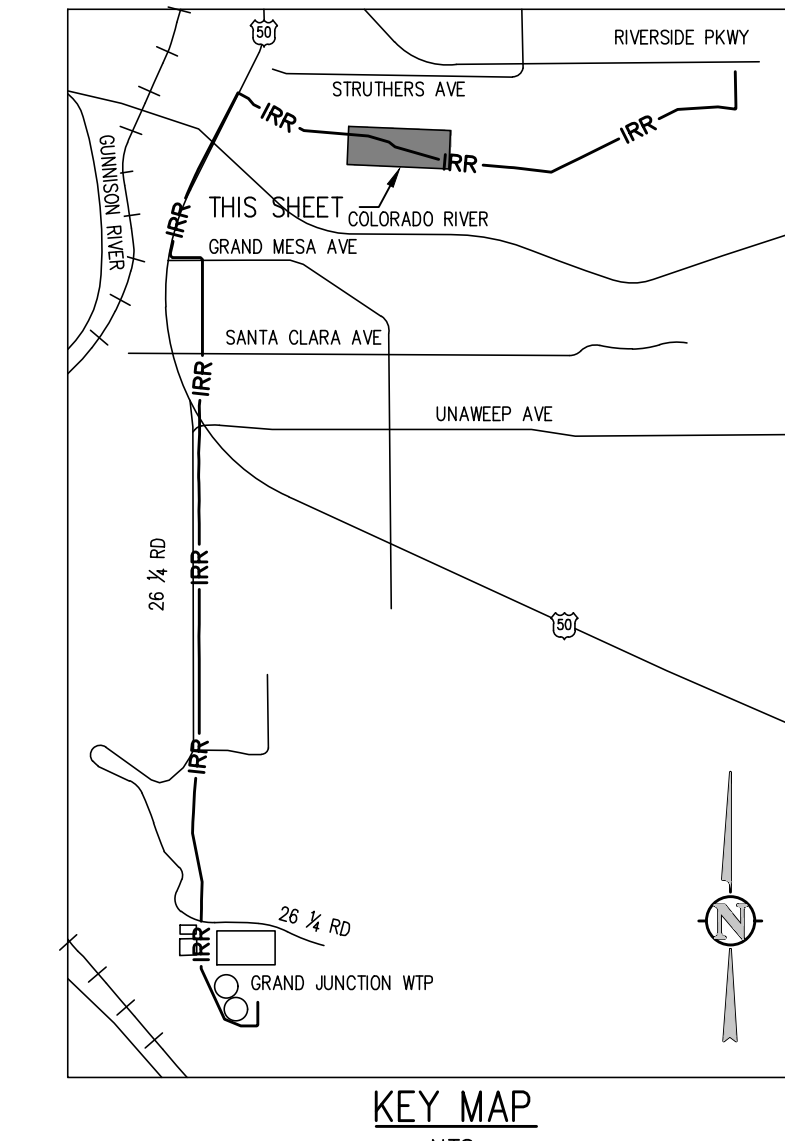 50
RIVERSIDE PKWY
STRUTHERS AVE
IRR
IRR
IRR
GUNNISON RIVER
IRR
THIS SHEET
COLORADO RIVER
GRAND MESA AVE
SANTA CLARA AVE
IRR
UNAWEEP AVE
26 ¼ RD
IRR
50
IRR
26 ¼ RD
N
IRR
GRAND JUNCTION WTP
KEY MAP
NTS